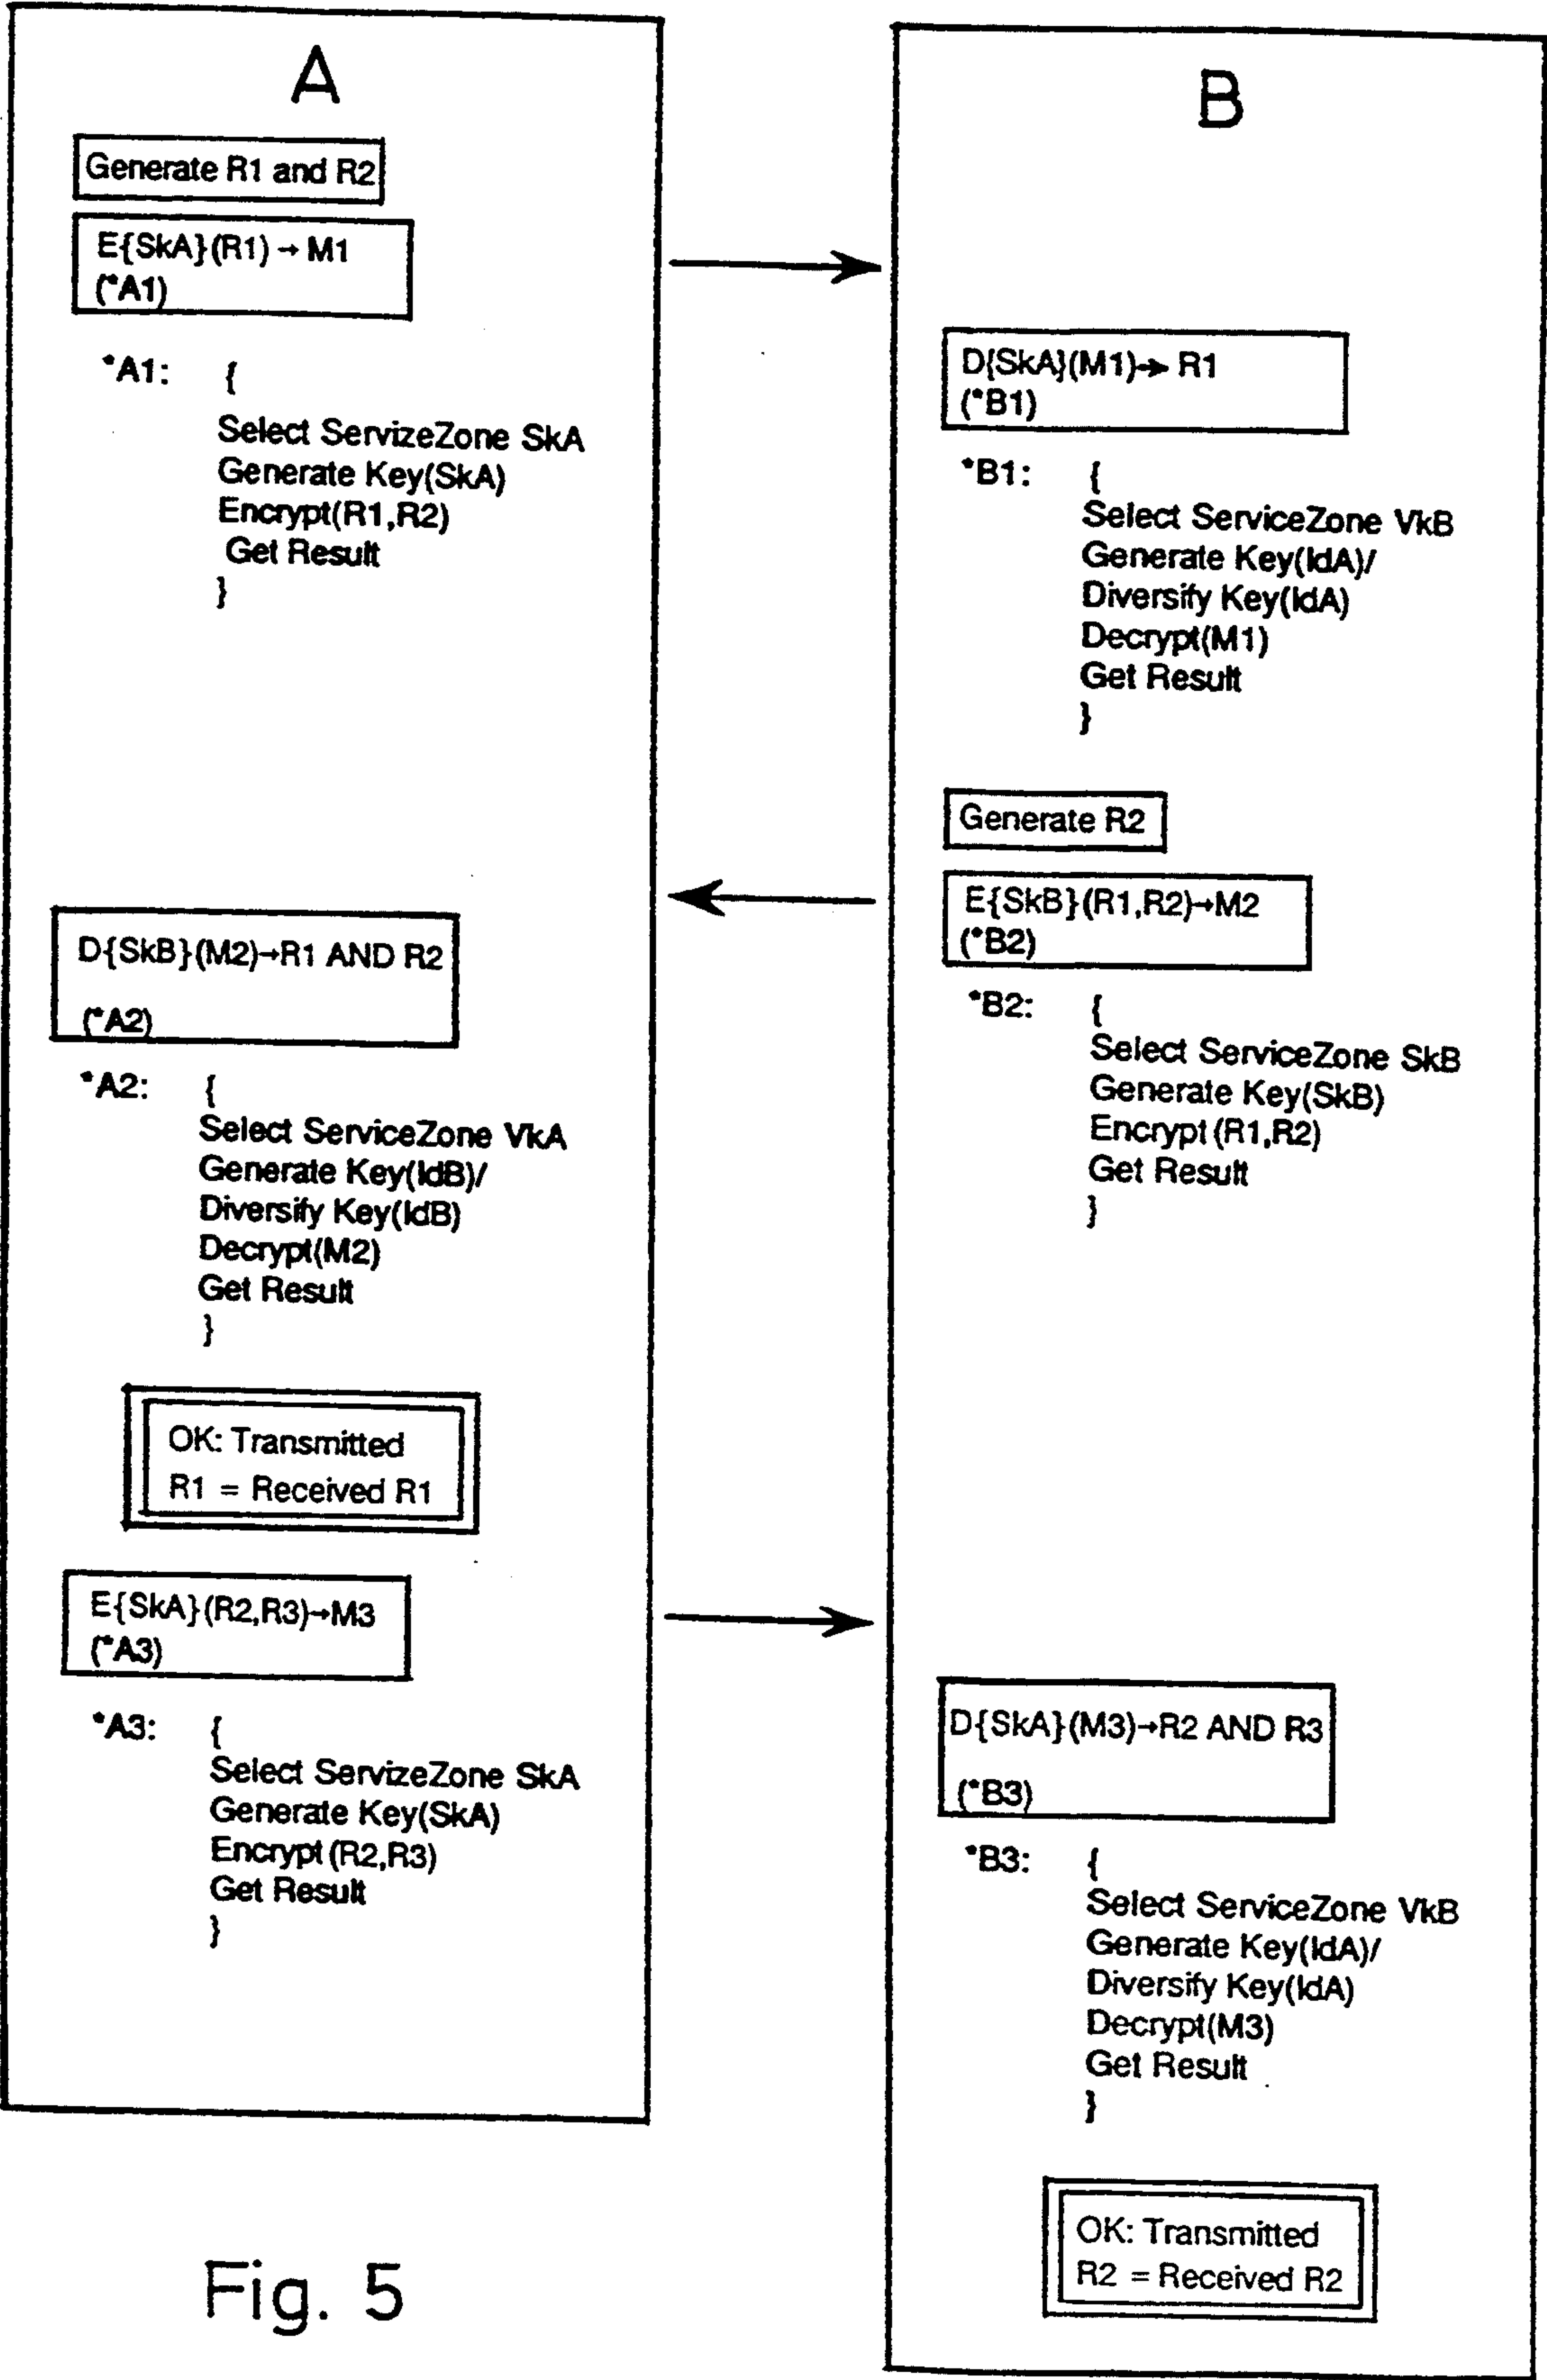 A
Generate R1 and R2
E{SkA}(R1)→M1
(*A1)
*A1: {
Select ServizeZone SkA
Generate Key(SkA)
Encrypt(R1,R2)
Get Result
}
D{SkB}(M2)→R1 AND R2
(*A2)
*A2: {
Select ServiceZone VkA
Generate Key(IdB)/
Diversify Key(IdB)
Decrypt(M2)
Get Result
}
OK: Transmitted
R1 = Received R1
E{SkA}(R2,R3)→M3
(*A3)
*A3: {
Select ServizeZone SkA
Generate Key(SkA)
Encrypt(R2,R3)
Get Result
}
B
D{SkA}(M1)→R1
(*B1)
*B1: {
Select ServiceZone VkB
Generate Key(IdA)/
Diversify Key(IdA)
Decrypt(M1)
Get Result
}
Generate R2
E{SkB}(R1,R2)→M2
(*B2)
*B2: {
Select ServiceZone SkB
Generate Key(SkB)
Encrypt(R1,R2)
Get Result
}
D{SkA}(M3)→R2 AND R3
(*B3)
*B3: {
Select ServiceZone VkB
Generate Key(IdA)/
Diversify Key(IdA)
Decrypt(M3)
Get Result
}
OK: Transmitted
R2 = Received R2
Fig. 5